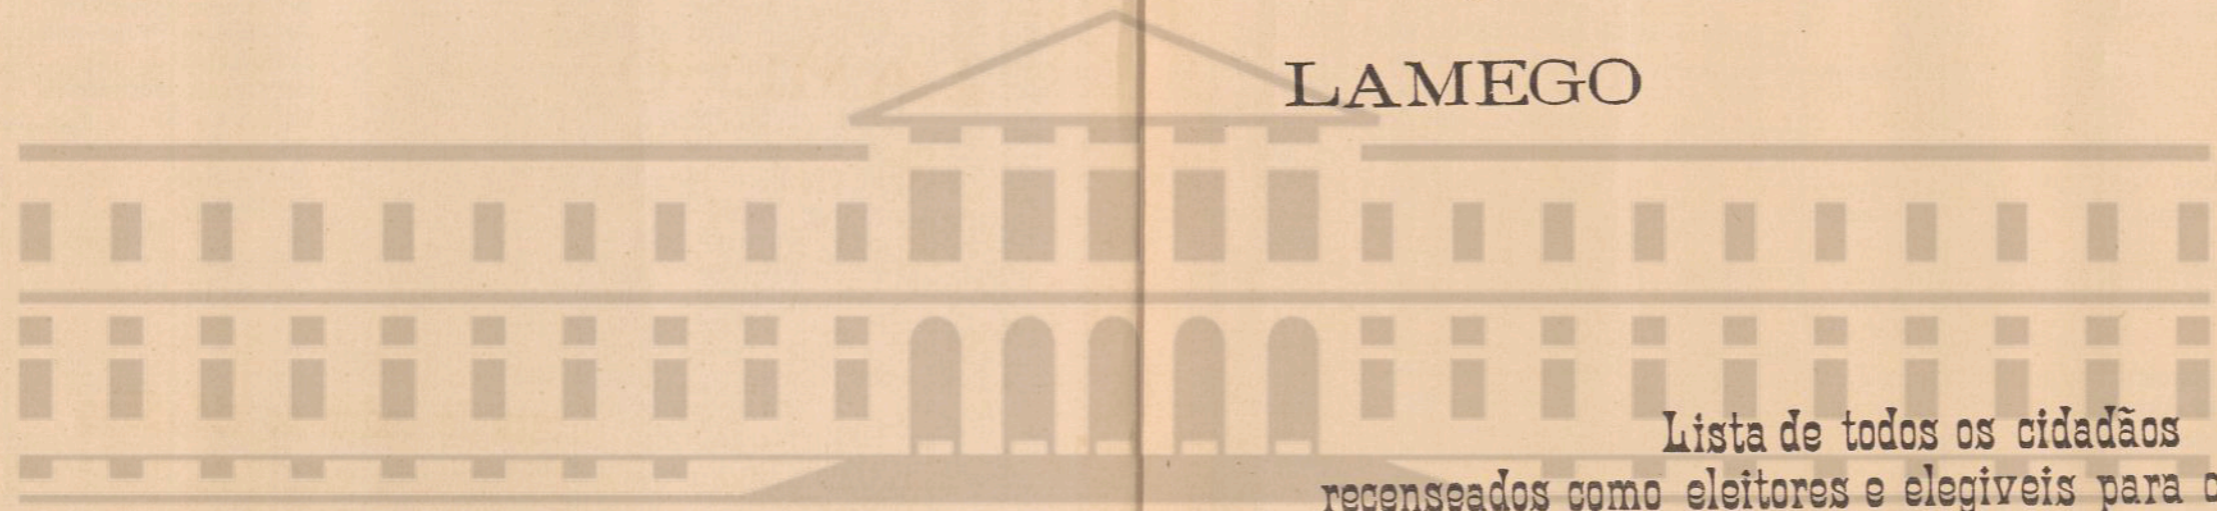 LAMEGO
Lista de todos os cidadãos
recenseados como eleitores e elegiveis para